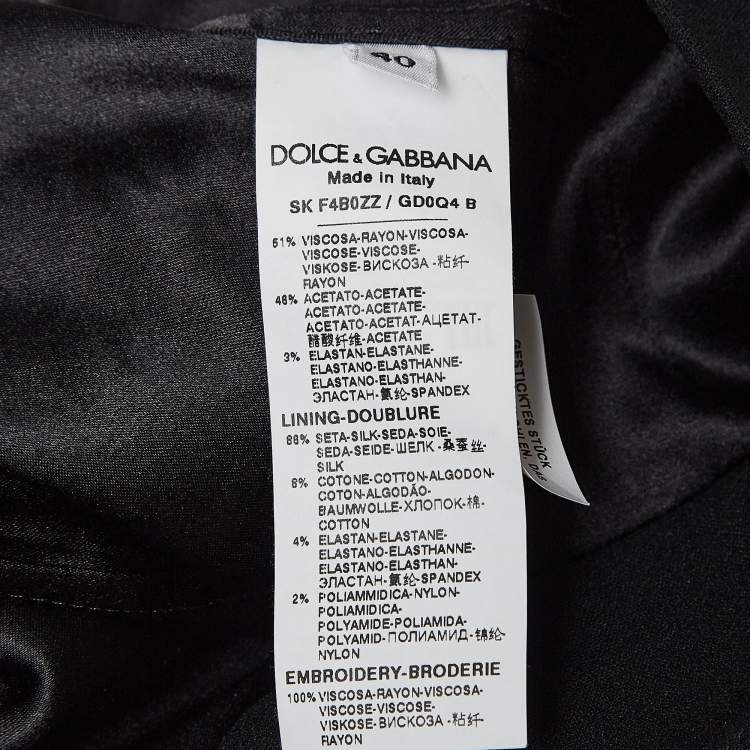 40
DOLCE & GABBANA
Made in Italy
SK F4B0ZZ / GD0Q4 B
51% VISCOSA-RAYON-VISCOSA-
VISCOSE-VISCOSE-
VISKOSE-ВИСКОЗА-粘纤-
RAYON
46% ACETATO-ACETATE-
ACETATO-ACETATE-
ACETATO-ACETAT-АЦЕТАТ-
醋酸纤维-ACETATE
3% ELASTAN-ELASTANE-
ELASTANO-ELASTHANNE-
ELASTANO-ELASTHAN-
ЭЛАСТАН-氨纶-SPANDEX
LINING-DOUBLURE
86% SETA-SILK-SEDA-SOIE-
SEDA-SEIDE-ШЕЛК-桑蚕丝-
SILK
8% COTONE-COTTON-ALGODON-
COTON-ALGODÃO-
BAUMWOLLE-ХЛОПОК-棉-
COTTON
4% ELASTAN-ELASTANE-
ELASTANO-ELASTHANNE-
ELASTANO-ELASTHAN-
ЭЛАСТАН-氨纶-SPANDEX
2% POLIAMMIDICA-NYLON-
POLIAMIDICA-
POLYAMIDE-POLIAMIDA-
POLYAMID-ПОЛИАМИД-锦纶-
NYLON
EMBROIDERY-BRODERIE
100% VISCOSA-RAYON-VISCOSA-
VISCOSE-VISCOSE-
VISKOSE-ВИСКОЗА-粘纤-
RAYON
GESTICKTES STÜCK